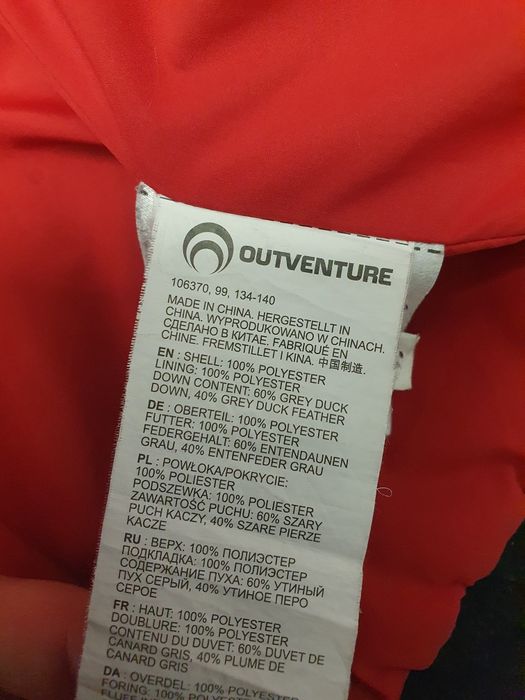 OUTVENTURE
106370, 99, 134-140
MADE IN CHINA. HERGESTELLT IN
CHINA. WYPRODUKOWANO W CHINACH.
СДЕЛАНО В КИТАЕ. FABRIQUÉ EN
CHINE. FREMSTILLET I KINA. 中国制造.
EN : SHELL: 100% POLYESTER
LINING: 100% POLYESTER
DOWN CONTENT: 60% GREY DUCK
DOWN, 40% GREY DUCK FEATHER
DE : OBERTEIL: 100% POLYESTER
FUTTER: 100% POLYESTER
FEDERGEHALT: 60% ENTENDAUNEN
GRAU, 40% ENTENFEDER GRAU
PL : POWŁOKA/POKRYCIE:
100% POLIESTER
PODSZEWKA: 100% POLIESTER
ZAWARTOŚĆ PUCHU: 60% SZARY
PUCH KACZY, 40% SZARE PIERZE
KACZE
RU : ВЕРХ: 100% ПОЛИЭСТЕР
ПОДКЛАДКА: 100% ПОЛИЭСТЕР
СОДЕРЖАНИЕ ПУХА: 60% УТИНЫЙ
ПУХ СЕРЫЙ, 40% УТИНОЕ ПЕРО
СЕРОЕ
FR : HAUT: 100% POLYESTER
DOUBLURE: 100% POLYESTER
CONTENU DU DUVET: 60% DUVET DE
CANARD GRIS, 40% PLUME DE
CANARD GRIS
DA : OVERDEL: 100% POLYESTER
FORING: 100% POLYESTER